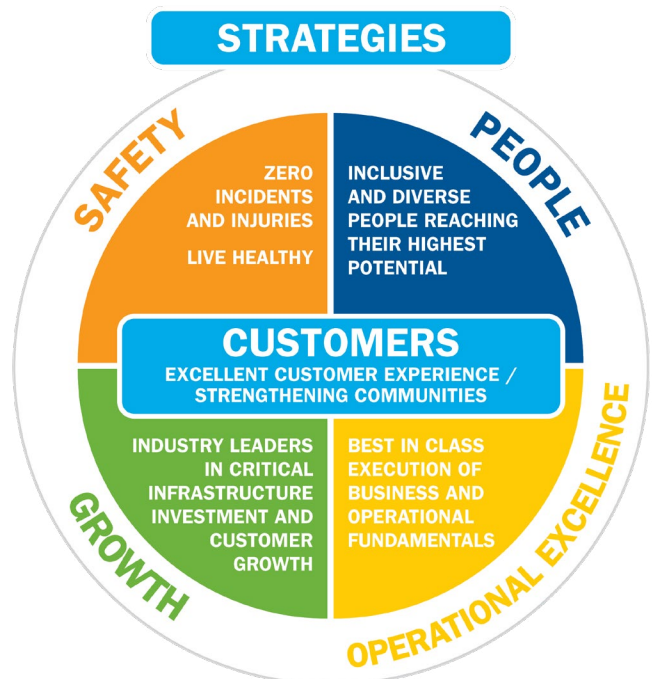 STRATEGIES
SAFETY
ZERO
INCIDENTS
AND INJURIES
LIVE HEALTHY
PEOPLE
INCLUSIVE
AND DIVERSE
PEOPLE REACHING
THEIR HIGHEST
POTENTIAL
CUSTOMERS
EXCELLENT CUSTOMER EXPERIENCE /
STRENGTHENING COMMUNITIES
GROWTH
INDUSTRY LEADERS
IN CRITICAL
INFRASTRUCTURE
INVESTMENT AND
CUSTOMER
GROWTH
BEST IN CLASS
EXECUTION OF
BUSINESS AND
OPERATIONAL
FUNDAMENTALS
OPERATIONAL EXCELLENCE